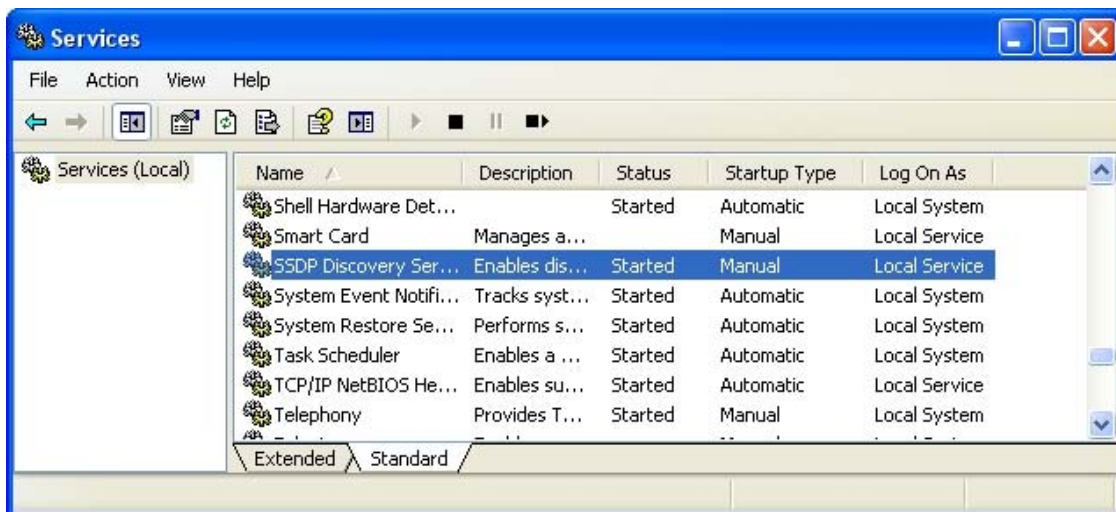 Services
File Action View Help
Services (Local)
Name Description Status Startup Type Log On As
Shell Hardware Det... Started Automatic Local System
Smart Card Manages a... Manual Local Service
SSDP Discovery Ser... Enables dis... Started Manual Local Service
System Event Notifi... Tracks syst... Started Automatic Local System
System Restore Se... Performs s... Started Automatic Local System
Task Scheduler Enables a ... Started Automatic Local System
TCP/IP NetBIOS He... Enables su... Started Automatic Local Service
Telephony Provides T... Started Manual Local System
Extended Standard